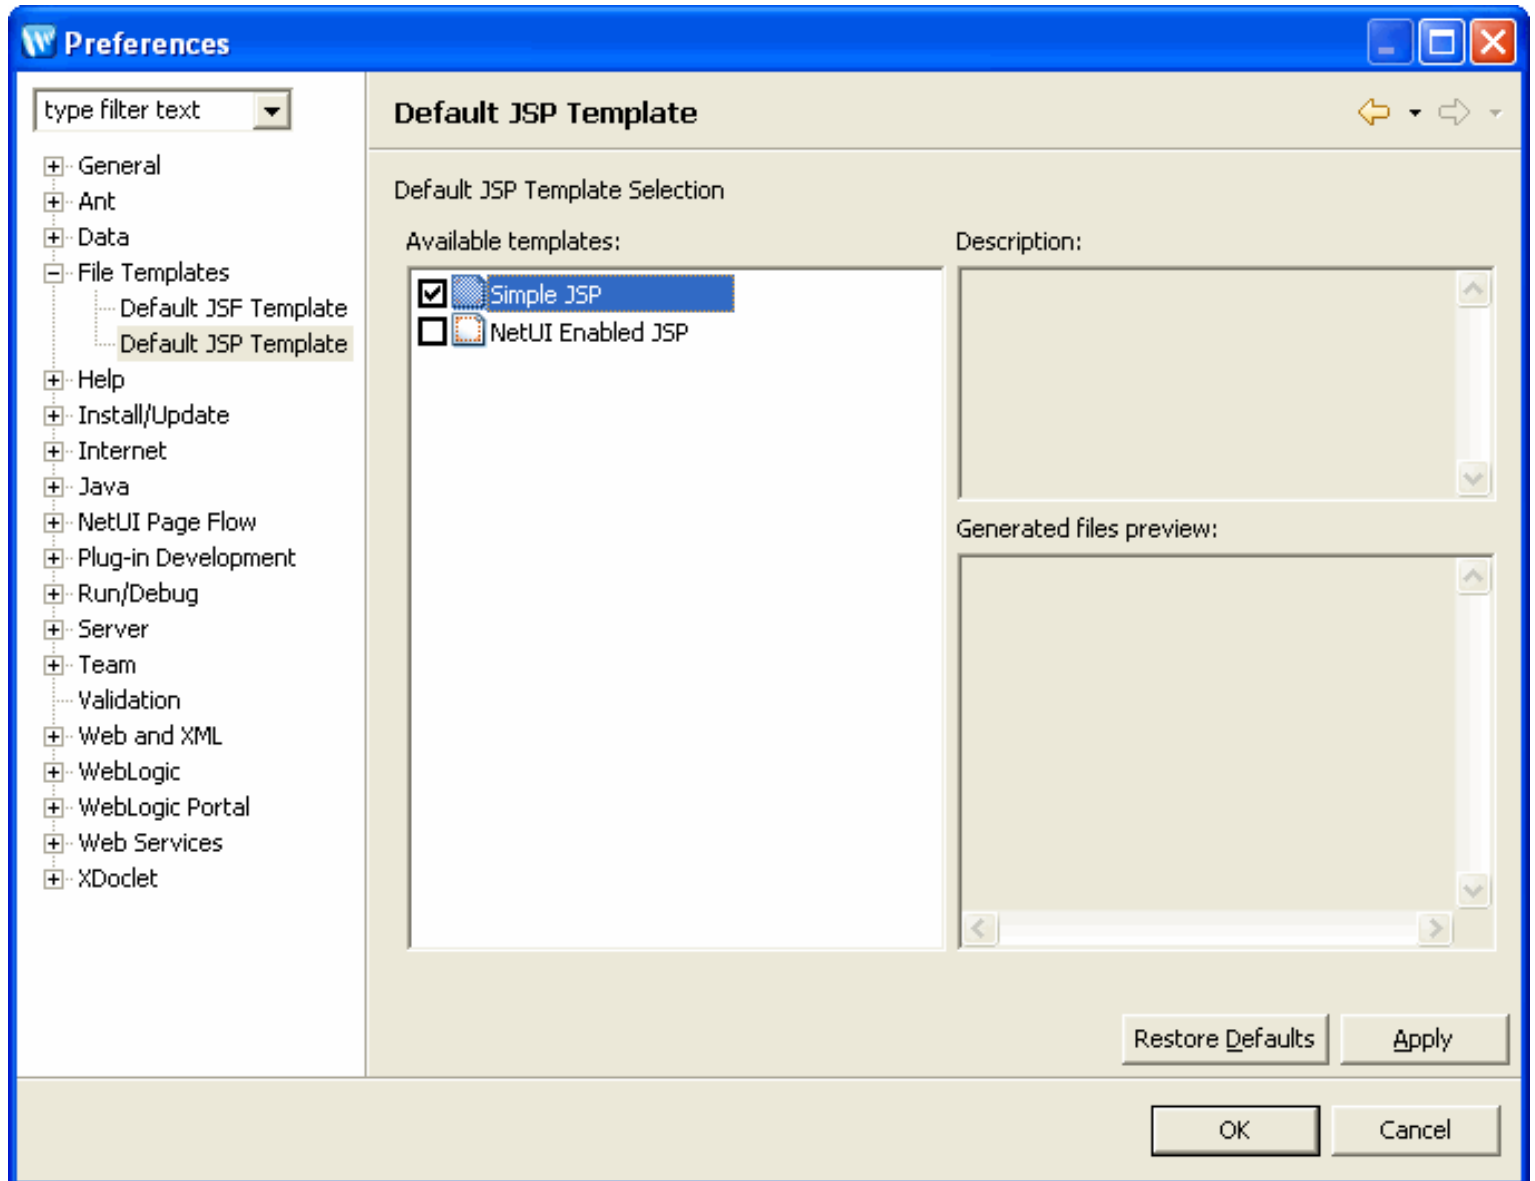 Preferences
type filter text
General
Ant
Data
File Templates
Default JSF Template
Default JSP Template
Help
Install/Update
Internet
Java
NetUI Page Flow
Plug-in Development
Run/Debug
Server
Team
Validation
Web and XML
WebLogic
WebLogic Portal
Web Services
XDoclet
Default JSP Template
Default JSP Template Selection
Available templates:
Simple JSP
NetUI Enabled JSP
Description:
Generated files preview:
Restore Defaults
Apply
OK
Cancel